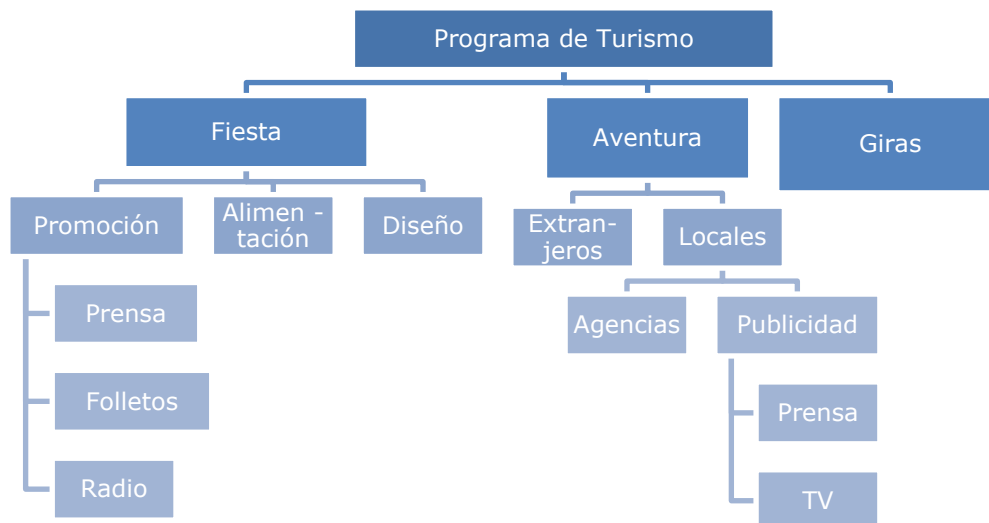 Programa de Turismo
Fiesta
Aventura
Giras
Promoción
Alimen -
tación
Diseño
Extran-
jeros
Locales
Agencias
Publicidad
Prensa
Folletos
Radio
Prensa
TV